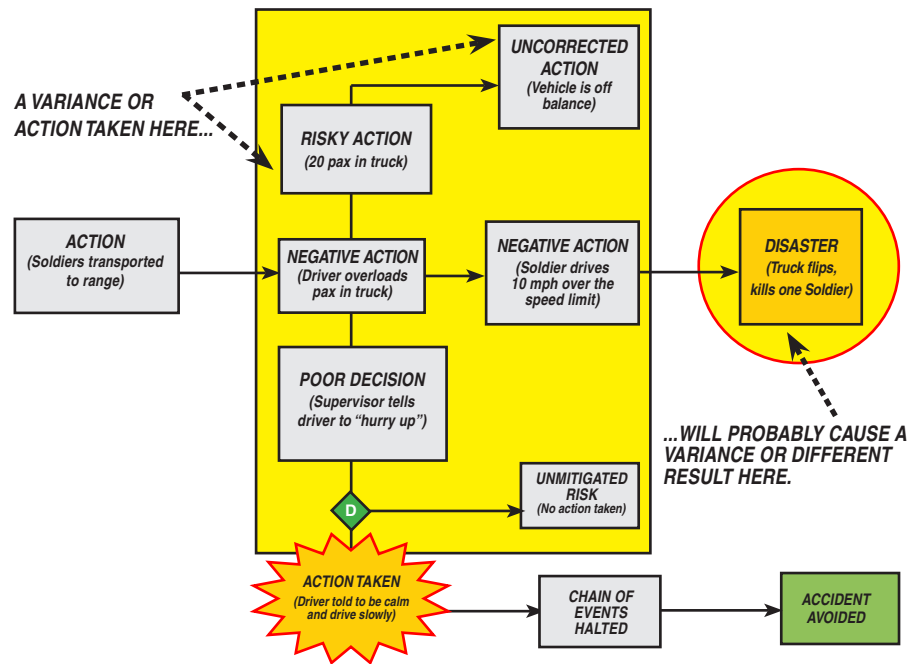 UNCORRECTED
ACTION
(Vehicle is off
balance)
A VARIANCE OR
ACTION TAKEN HERE...
RISKY ACTION
(20 pax in truck)
ACTION
(Soldiers transported
to range)
NEGATIVE ACTION
(Driver overloads
pax in truck)
NEGATIVE ACTION
(Soldier drives
10 mph over the
speed limit)
DISASTER
(Truck flips,
kills one Soldier)
POOR DECISION
(Supervisor tells
driver to “hurry up”)
...WILL PROBABLY CAUSE A
VARIANCE OR DIFFERENT
RESULT HERE.
UNMITIGATED
RISK
(No action taken)
D
ACTION TAKEN
(Driver told to be calm
and drive slowly)
CHAIN OF
EVENTS
HALTED
ACCIDENT
AVOIDED